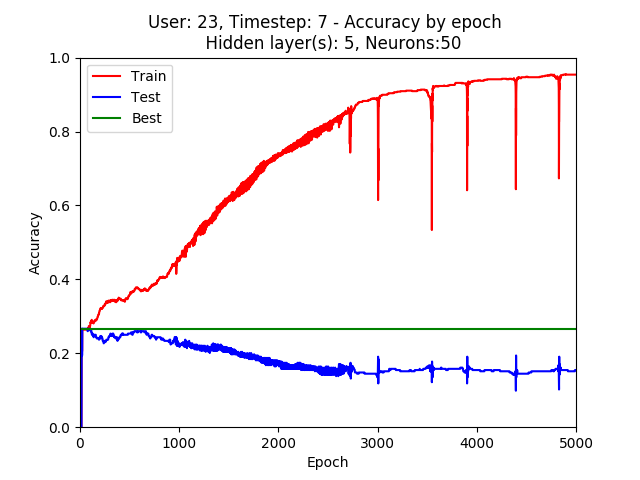 User: 23, Timestep: 7 - Accuracy by epoch
Hidden layer(s): 5, Neurons:50
1.0
0.8
0.6
0.4
0.2
0.0
Accuracy
Train
Test
Best
0
1000
2000
3000
4000
5000
Epoch